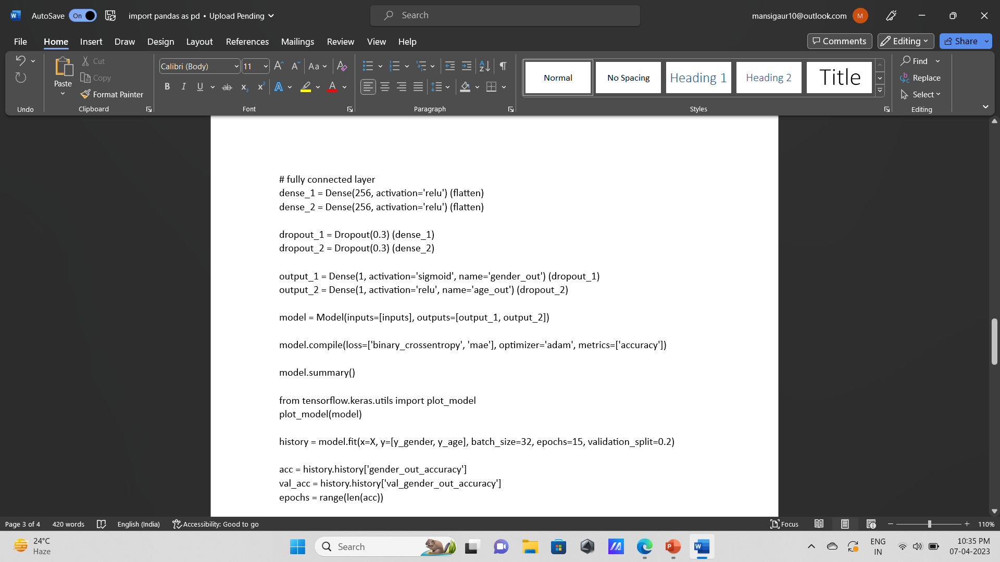 AutoSave On import pandas as pd • Upload Pending Search mansigaur10@outlook.com M
File Home Insert Draw Design Layout References Mailings Review View Help Comments Editing Share
Paste Cut Copy Format Painter
Calibri (Body) 11 Aa
Normal No Spacing Heading 1 Heading 2 Title
Find Replace Select
Undo Clipboard Font Paragraph Styles Editing
# fully connected layer
dense_1 = Dense(256, activation='relu') (flatten)
dense_2 = Dense(256, activation='relu') (flatten)
dropout_1 = Dropout(0.3) (dense_1)
dropout_2 = Dropout(0.3) (dense_2)
output_1 = Dense(1, activation='sigmoid', name='gender_out') (dropout_1)
output_2 = Dense(1, activation='relu', name='age_out') (dropout_2)
model = Model(inputs=[inputs], outputs=[output_1, output_2])
model.compile(loss=['binary_crossentropy', 'mae'], optimizer='adam', metrics=['accuracy'])
model.summary()
from tensorflow.keras.utils import plot_model
plot_model(model)
history = model.fit(x=X, y=[y_gender, y_age], batch_size=32, epochs=15, validation_split=0.2)
acc = history.history['gender_out_accuracy']
val_acc = history.history['val_gender_out_accuracy']
epochs = range(len(acc))
Page 3 of 4 420 words English (India) Accessibility: Good to go Focus 110%
24°C
Haze
Search
ENG
IN
10:35 PM
07-04-2023